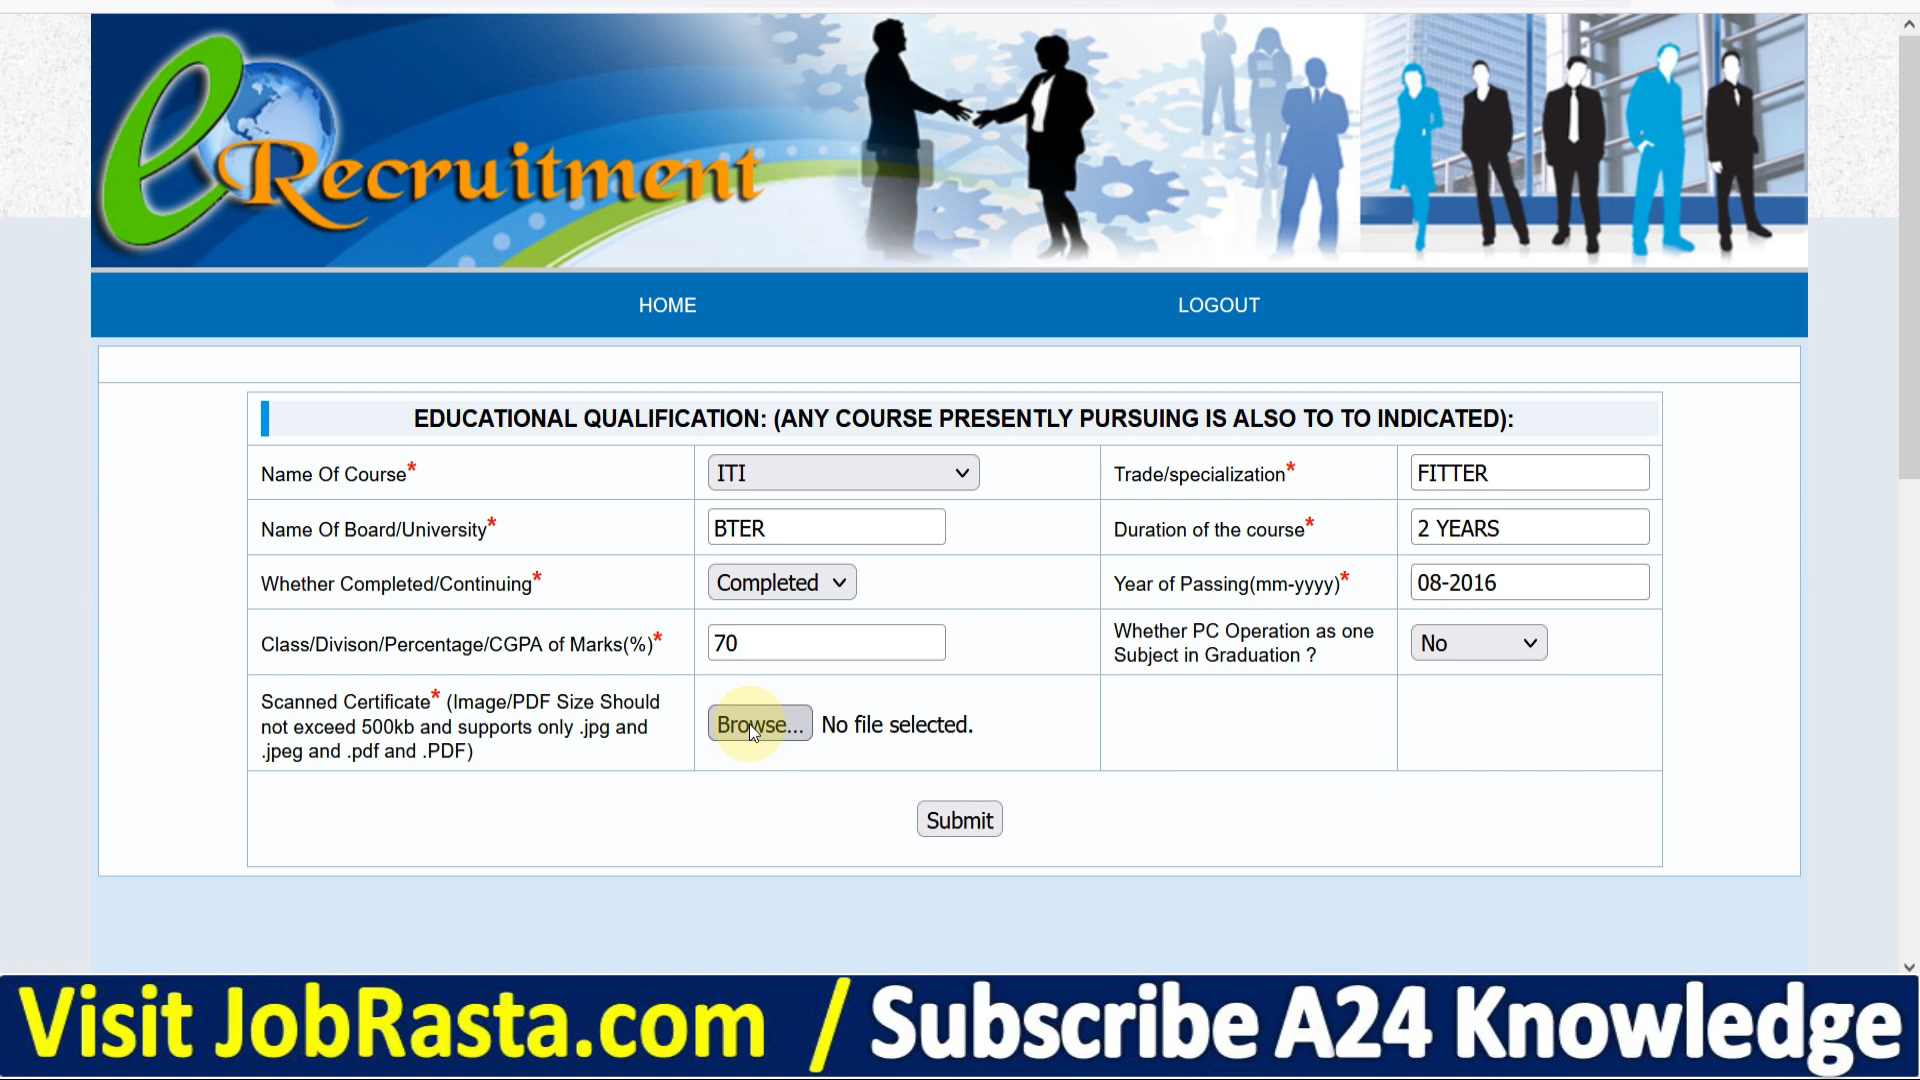 eRecruitment
HOME LOGOUT
EDUCATIONAL QUALIFICATION: (ANY COURSE PRESENTLY PURSUING IS ALSO TO TO INDICATED):
Name Of Course* ITI Trade/specialization* FITTER
Name Of Board/University* BTER Duration of the course* 2 YEARS
Whether Completed/Continuing* Completed Year of Passing(mm-yyyy)* 08-2016
Class/Divison/Percentage/CGPA of Marks(%)* 70
Whether PC Operation as one
Subject in Graduation ?
No
Scanned Certificate* (Image/PDF Size Should
not exceed 500kb and supports only .jpg and
.jpeg and .pdf and .PDF)
Browse... No file selected.
Submit
Visit JobRasta.com / Subscribe A24 Knowledge